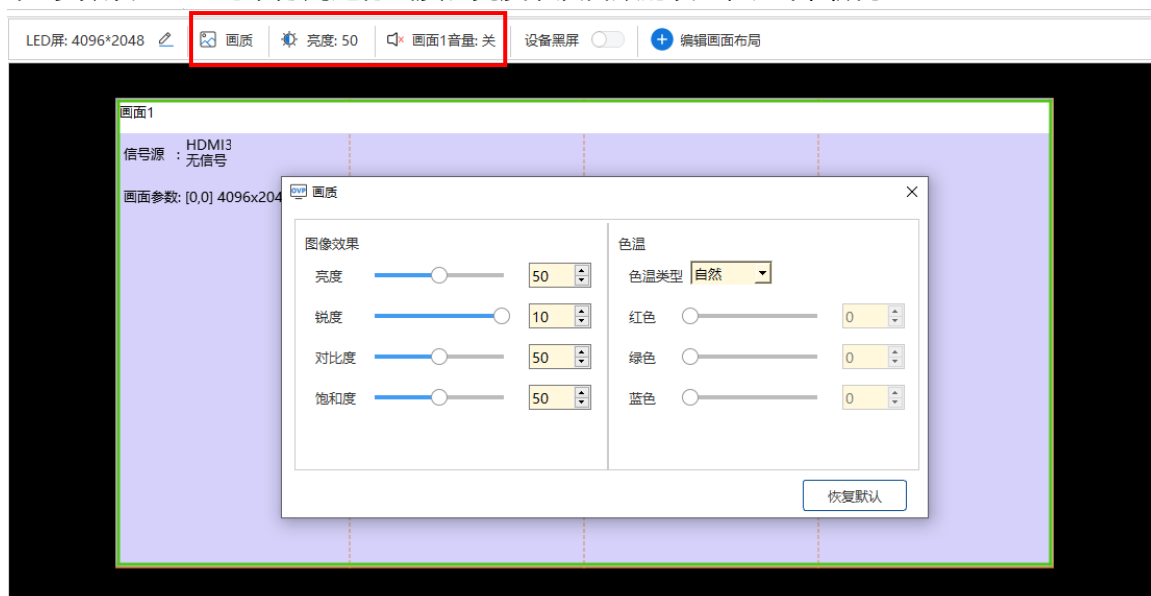 LED屏: 4096*2048 画质 亮度: 50 画面1音量: 关 设备黑屏 编辑画面布局
画面1
信号源 : HDMI3
无信号
画面参数: [0,0] 4096x204
画质
图像效果
亮度 50
锐度 10
对比度 50
饱和度 50
色温
色温类型 自然
红色 0
绿色 0
蓝色 0
恢复默认